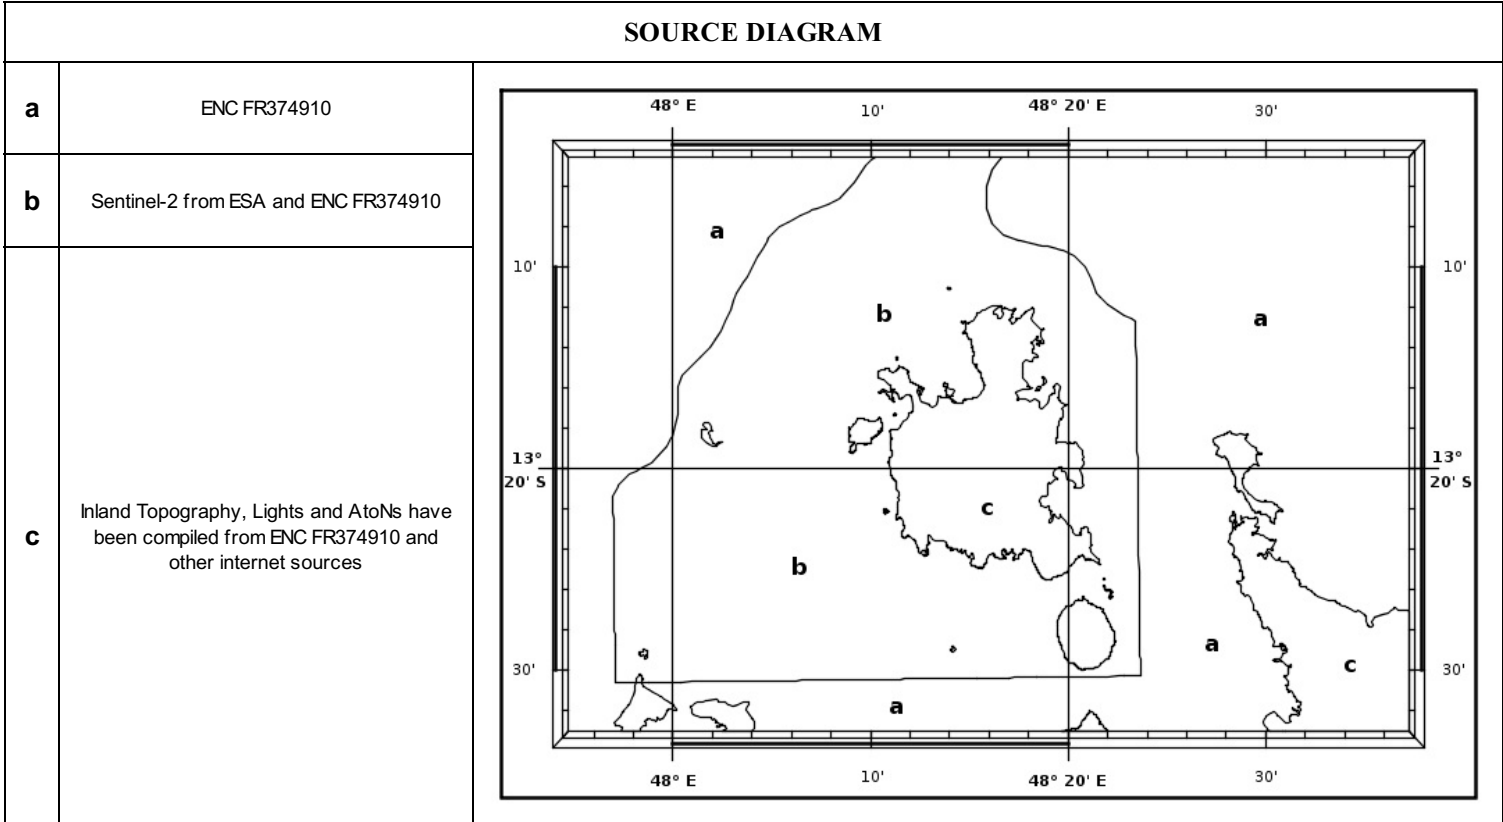 SOURCE DIAGRAM
a
ENC FR374910
b
Sentinel-2 from ESA and ENC FR374910
c
Inland Topography, Lights and AtoNs have
been compiled from ENC FR374910 and
other internet sources
48° E
10'
48° 20' E
30'
a
10'
10'
b
a
13°
20' S
13°
20' S
c
b
a
c
30'
30'
a
48° E
10'
48° 20' E
30'